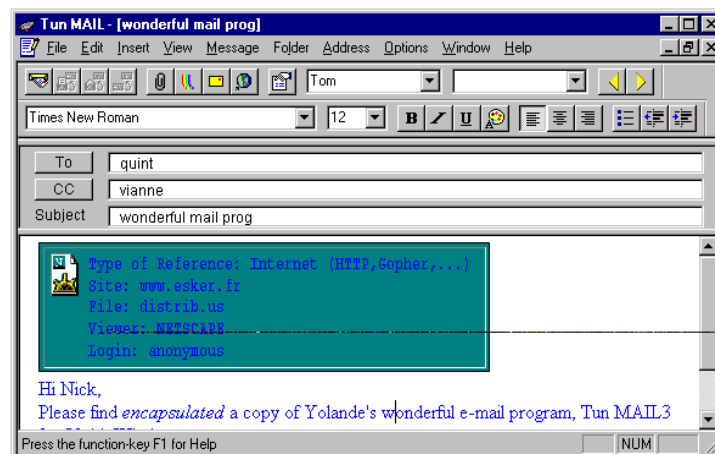 Tun MAIL - [wonderful mail prog]
File Edit Insert View Message Folder Address Options Window Help
Tom
Times New Roman 12 B I U
To quint
CC vianne
Subject wonderful mail prog
Type of Reference: Internet (HTTP,Gopher,...)
Site: www.esker.fr
File: distrib.us
Viewer: NETSCAPE
Login: anonymous
Hi Nick,
Please find encapsulated a copy of Yolande's wonderful e-mail program, Tun MAIL3
Press the function-key F1 for Help NUM